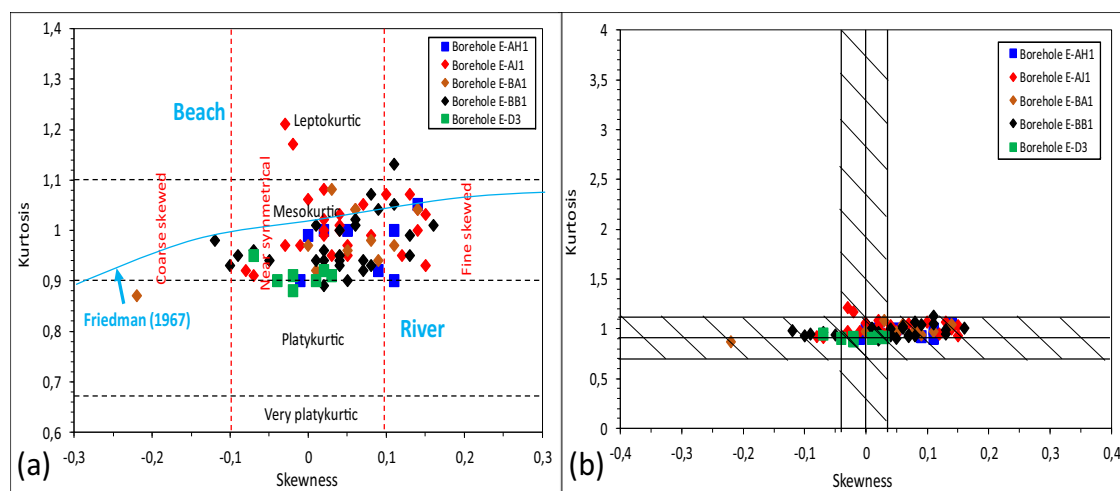 1,4
1,3
1,2
1,1
1
0,9
0,8
0,7
0,6
Kurtosis
-0,3
-0,2
-0,1
0
0,1
0,2
0,3
Skewness
(a)
Borehole E-AH1
Borehole E-AJ1
Borehole E-BA1
Borehole E-BB1
Borehole E-D3
Beach
Leptokurtic
Mesokurtic
Coarse skewed
Near symmetrical
Fine skewed
Friedman (1967)
River
Platykurtic
Very platykurtic
4
3,5
3
2,5
2
1,5
1
0,5
0
Kurtosis
-0,4
-0,3
-0,2
-0,1
0
0,1
0,2
0,3
0,4
Skewness
(b)
Borehole E-AH1
Borehole E-AJ1
Borehole E-BA1
Borehole E-BB1
Borehole E-D3